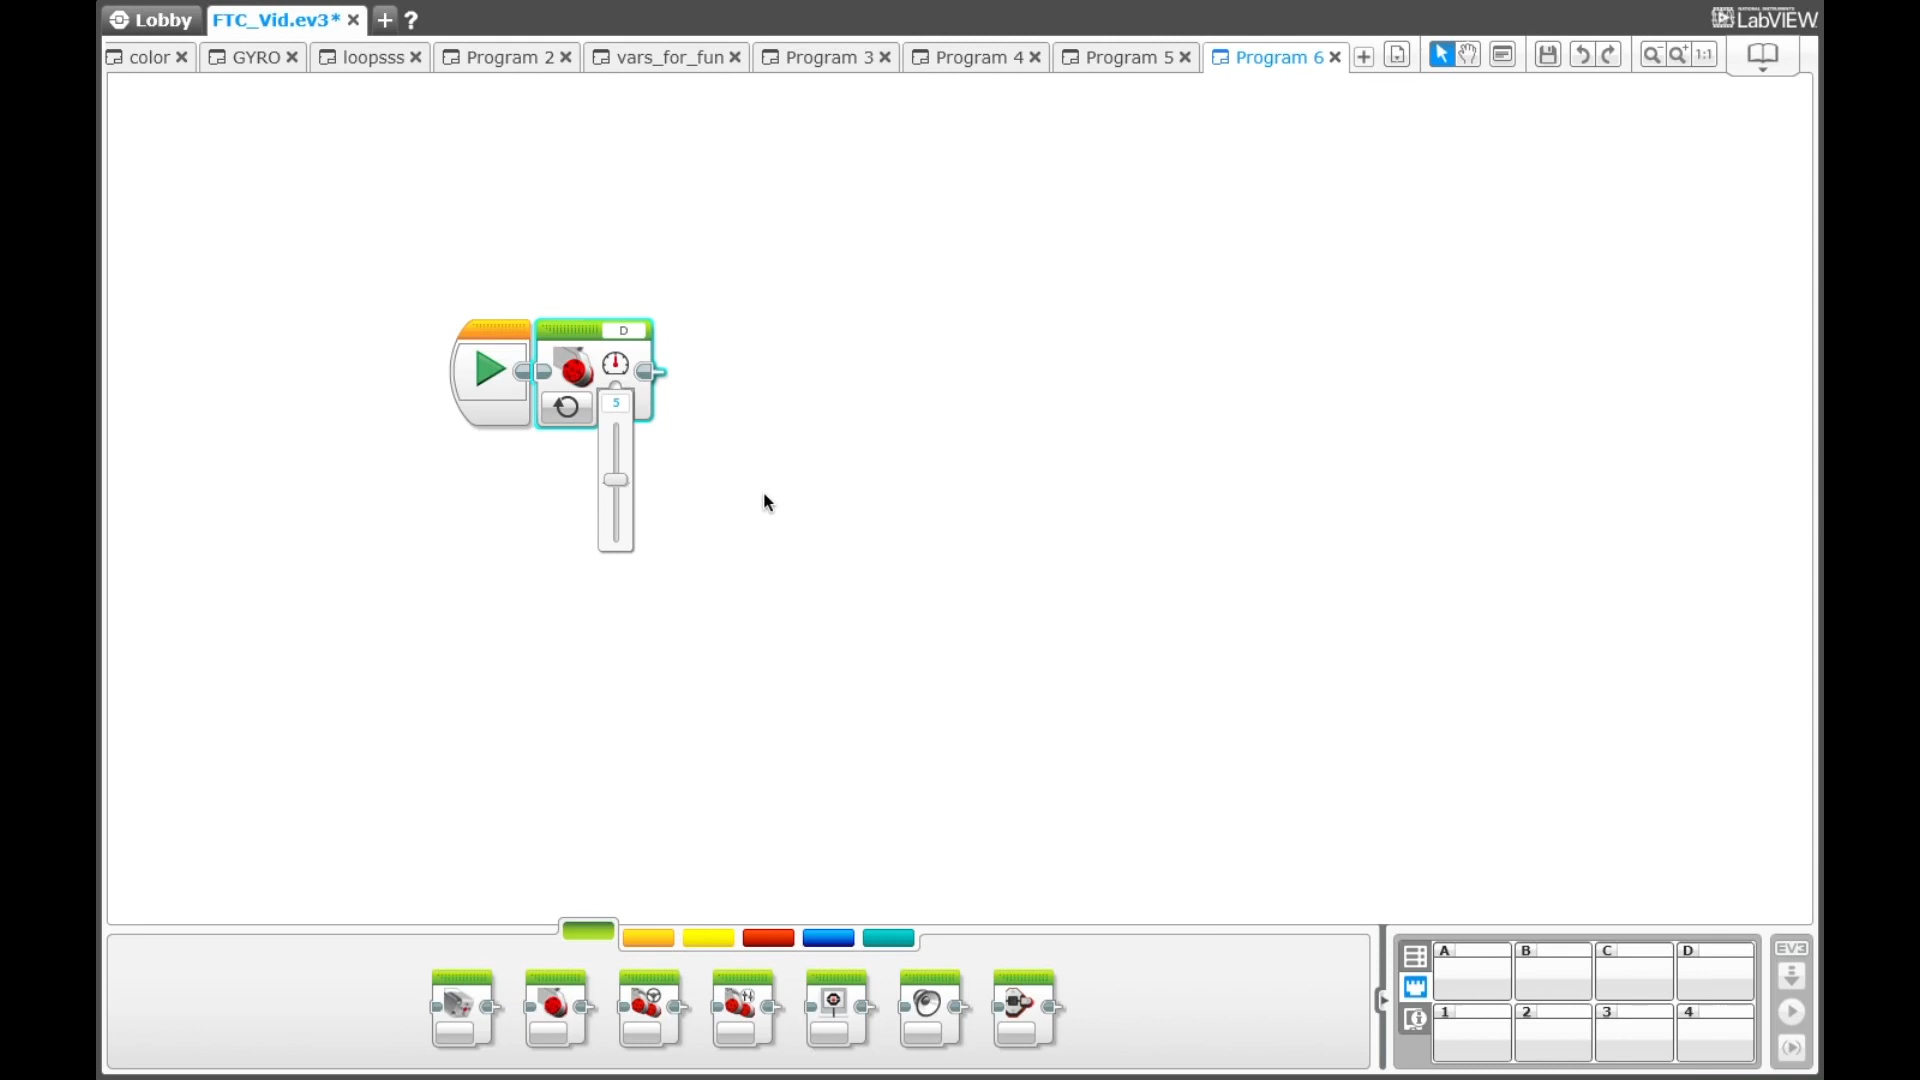 Lobby FTC_Vid.ev3* + ? LabVIEW
color GYRO loopsss Program 2 vars_for_fun Program 3 Program 4 Program 5 Program 6 1:1
D
5
A B C D EV3
1 2 3 4